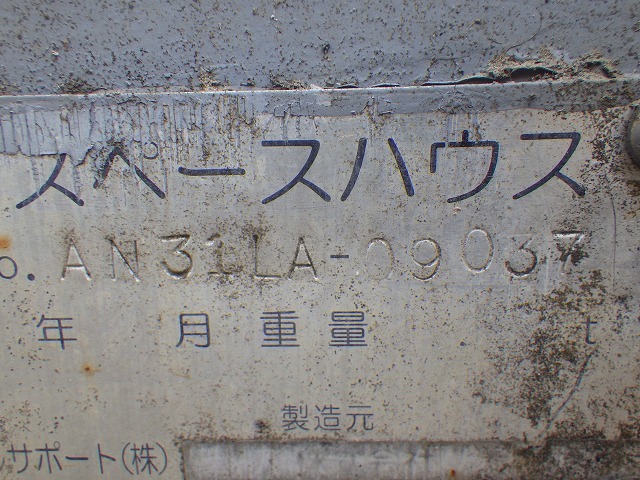 スペースハウス
o. AN31LA-09037
年 月 重量 t
製造元
サポート(株)